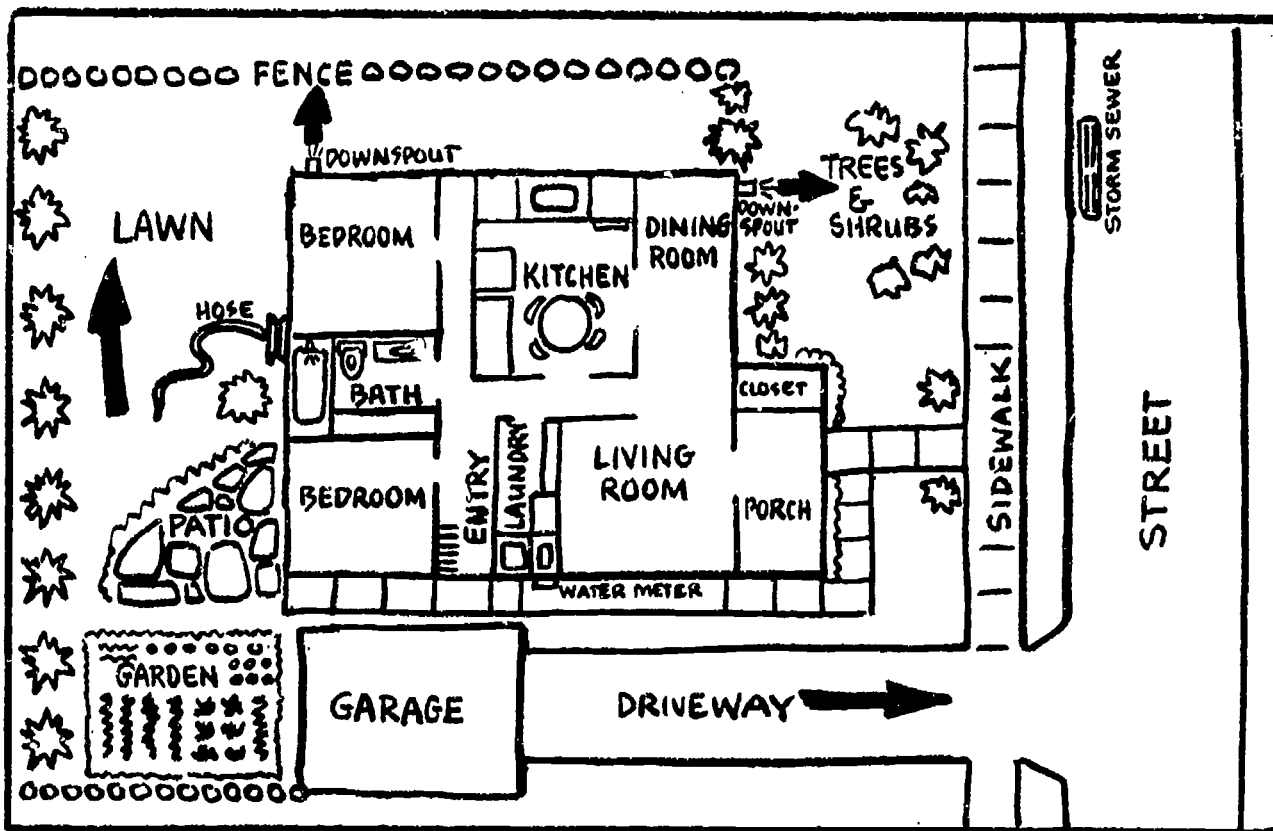 FENCE
DOWNSPOUT
TREES
&
SHRUBS
DOWN-
SPOUT
STORM SEWER
LAWN
BEDROOM
DINING
ROOM
KITCHEN
HOSE
BATH
CLOSET
SIDEWALK
STREET
BEDROOM
ENTRY
LAUNDRY
LIVING
ROOM
PORCH
PATIO
WATER METER
GARDEN
GARAGE
DRIVEWAY